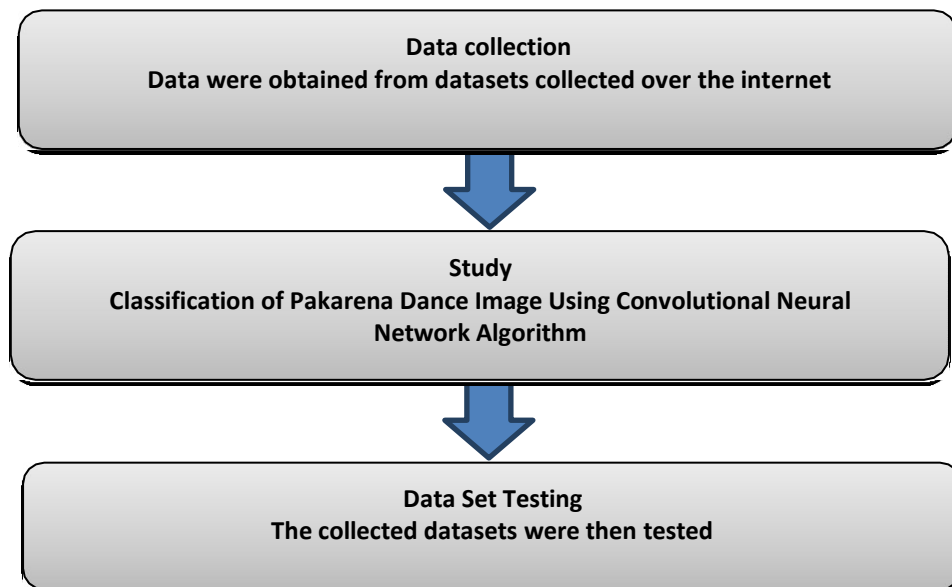 Data collection
Data were obtained from datasets collected over the internet
Study
Classification of Pakarena Dance Image Using Convolutional Neural
Network Algorithm
Data Set Testing
The collected datasets were then tested